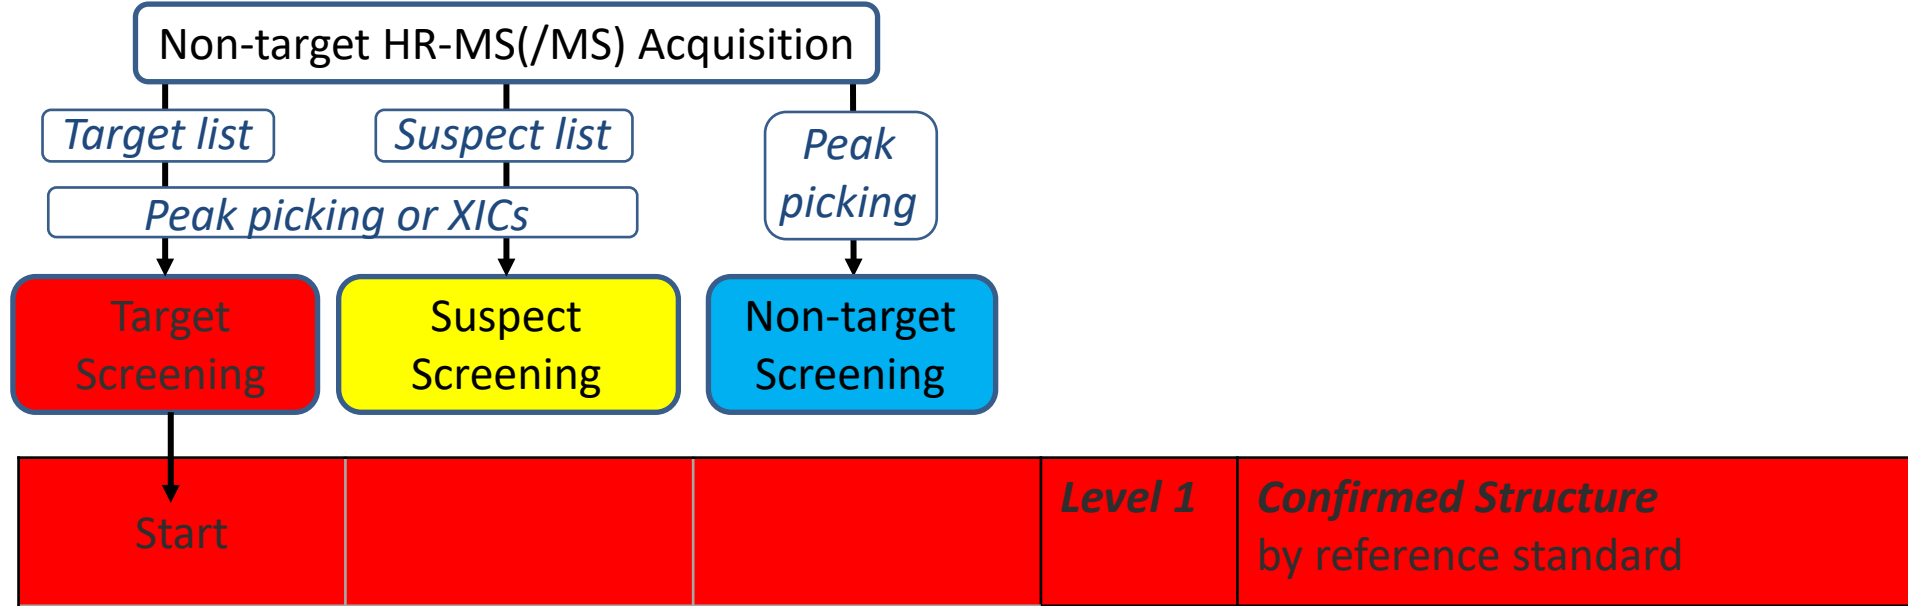 Non-target HR-MS(/MS) Acquisition
Target list
Suspect list
Peak
picking
Peak picking or XICs
Target
Screening
Suspect
Screening
Non-target
Screening
Start
Level 1
Confirmed Structure
by reference standard